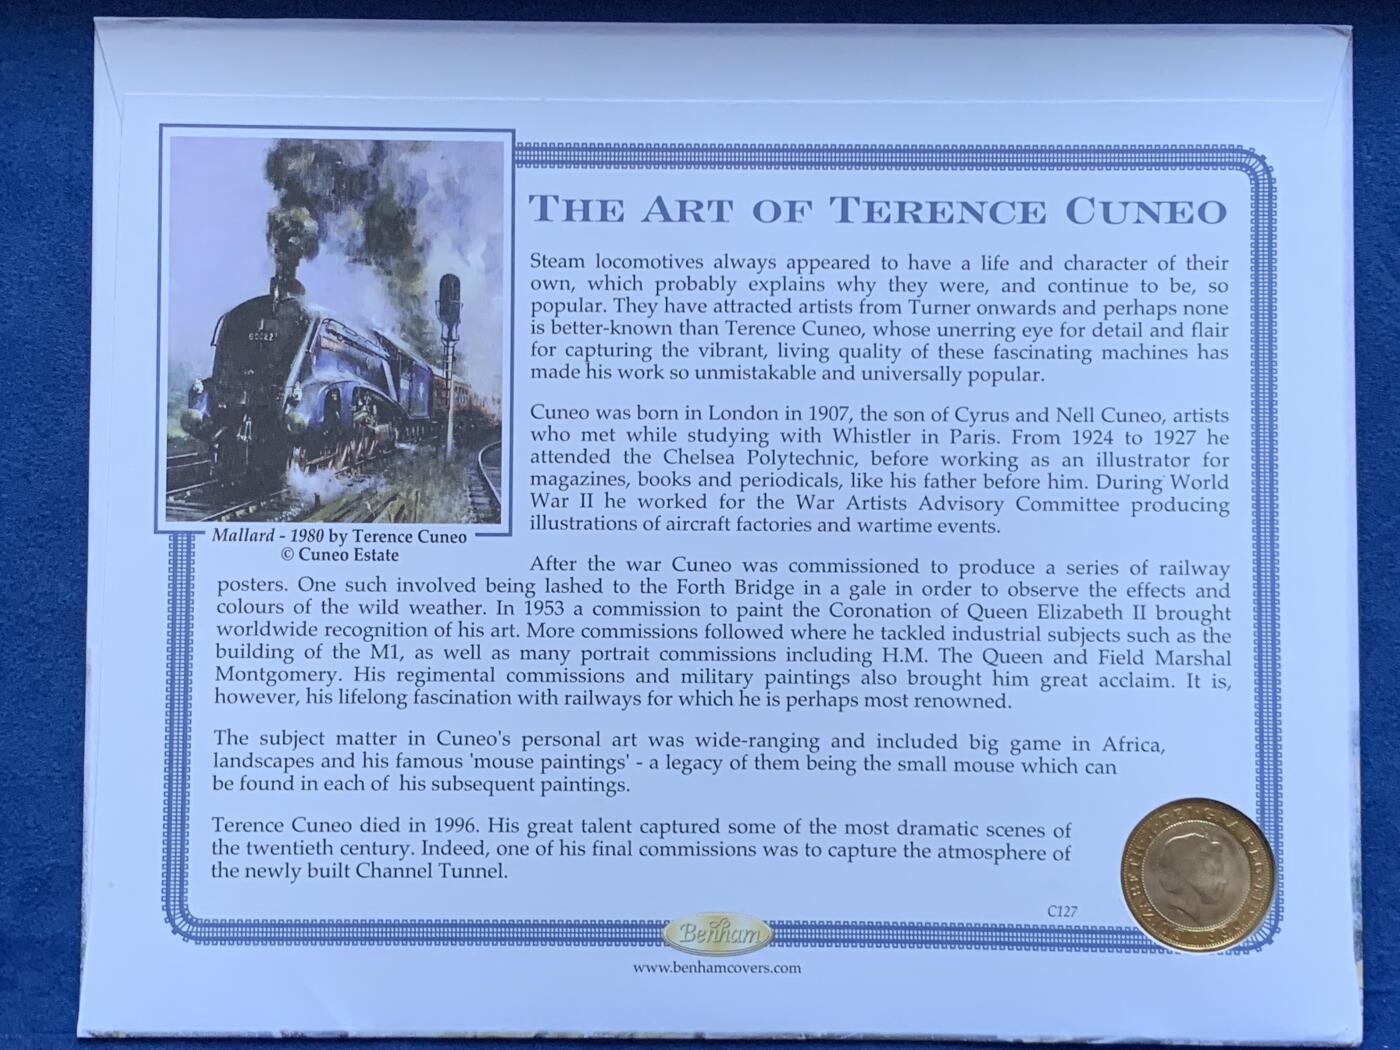 THE ART OF TERENCE CUNEO
Steam locomotives always appeared to have a life and character of their
own, which probably explains why they were, and continue to be, so
popular. They have attracted artists from Turner onwards and perhaps none
is better-known than Terence Cuneo, whose unerring eye for detail and flair
for capturing the vibrant, living quality of these fascinating machines has
made his work so unmistakable and universally popular.
Cuneo was born in London in 1907, the son of Cyrus and Nell Cuneo, artists
who met while studying with Whistler in Paris. From 1924 to 1927 he
attended the Chelsea Polytechnic, before working as an illustrator for
magazines, books and periodicals, like his father before him. During World
War II he worked for the War Artists Advisory Committee producing
illustrations of aircraft factories and wartime events.
Mallard - 1980 by Terence Cuneo
© Cuneo Estate
After the war Cuneo was commissioned to produce a series of railway
posters. One such involved being lashed to the Forth Bridge in a gale in order to observe the effects and
colours of the wild weather. In 1953 a commission to paint the Coronation of Queen Elizabeth II brought
worldwide recognition of his art. More commissions followed where he tackled industrial subjects such as the
building of the M1, as well as many portrait commissions including H.M. The Queen and Field Marshal
Montgomery. His regimental commissions and military paintings also brought him great acclaim. It is,
however, his lifelong fascination with railways for which he is perhaps most renowned.
The subject matter in Cuneo's personal art was wide-ranging and included big game in Africa,
landscapes and his famous 'mouse paintings' - a legacy of them being the small mouse which can
be found in each of his subsequent paintings.
Terence Cuneo died in 1996. His great talent captured some of the most dramatic scenes of
the twentieth century. Indeed, one of his final commissions was to capture the atmosphere of
the newly built Channel Tunnel.
C127
Benham
www.benhamcovers.com